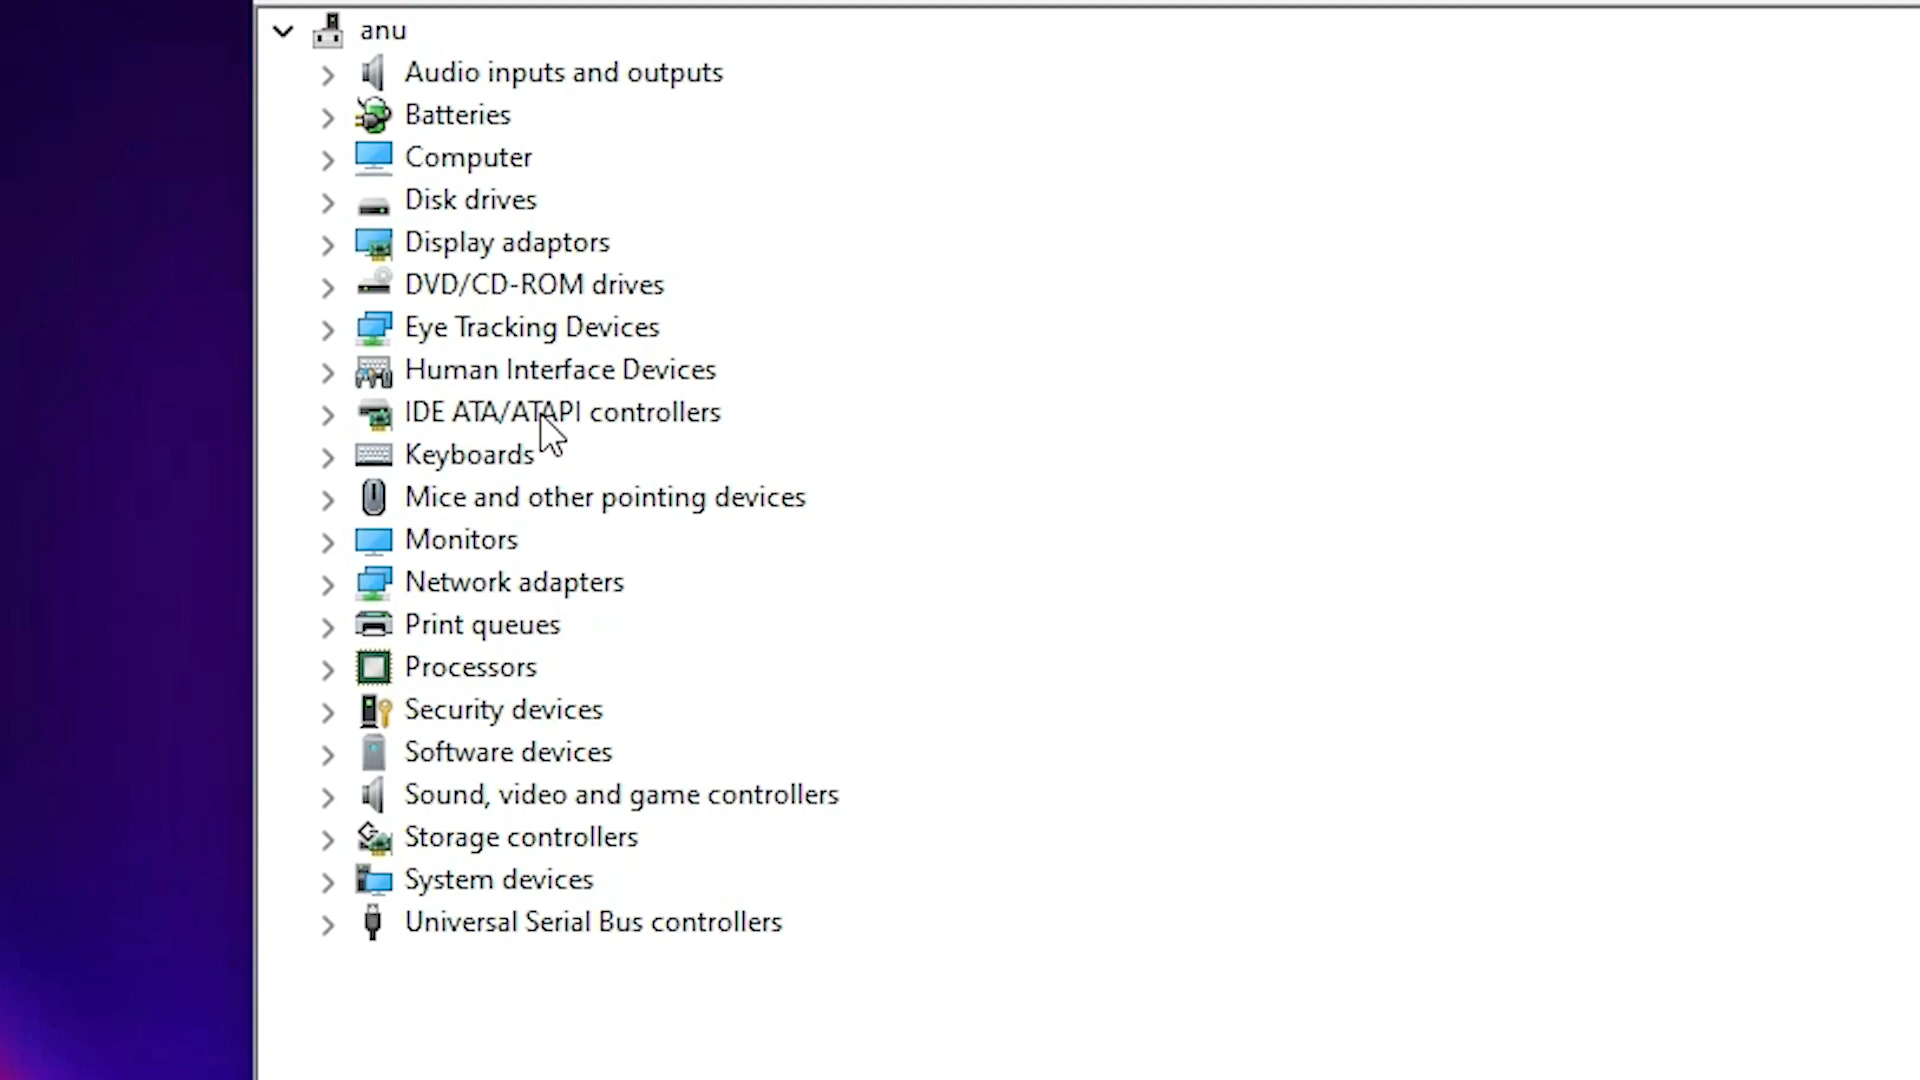 anu
Audio inputs and outputs
Batteries
Computer
Disk drives
Display adaptors
DVD/CD-ROM drives
Eye Tracking Devices
Human Interface Devices
IDE ATA/ATAPI controllers
Keyboards
Mice and other pointing devices
Monitors
Network adapters
Print queues
Processors
Security devices
Software devices
Sound, video and game controllers
Storage controllers
System devices
Universal Serial Bus controllers